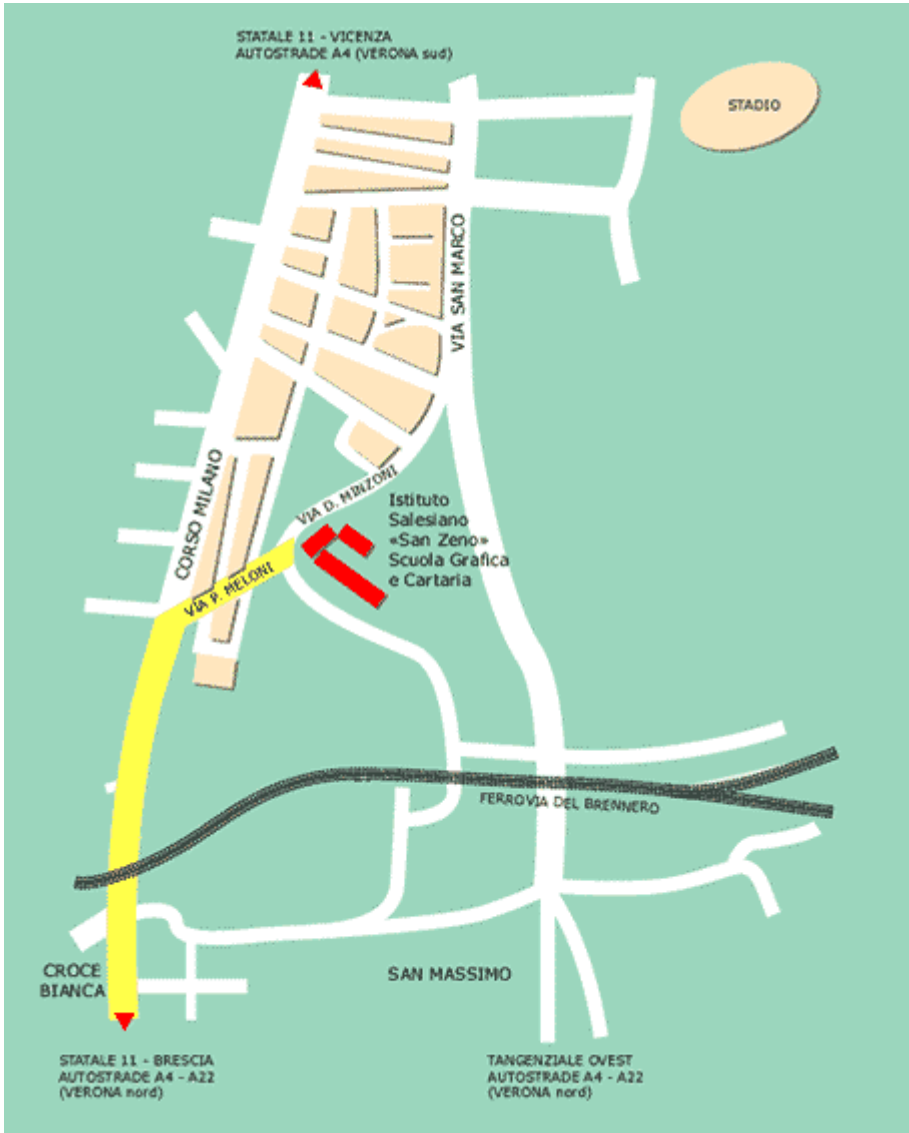 STATALE 11 - VICENZA
AUTOSTRADE A4 (VERONA sud)
STADIO
VIA SAN MARCO
CORSO MILANO
VIA D. MINZONI
Istituto
Salesiano
«San Zeno»
Scuola Grafica
e Cartaria
VIA P. MELONI
FERROVIA DEL BRENNERO
CROCE
BIANCA
SAN MASSIMO
STATALE 11 - BRESCIA
AUTOSTRADE A4 - A22
(VERONA nord)
TANGENZIALE OVEST
AUTOSTRADE A4 - A22
(VERONA nord)